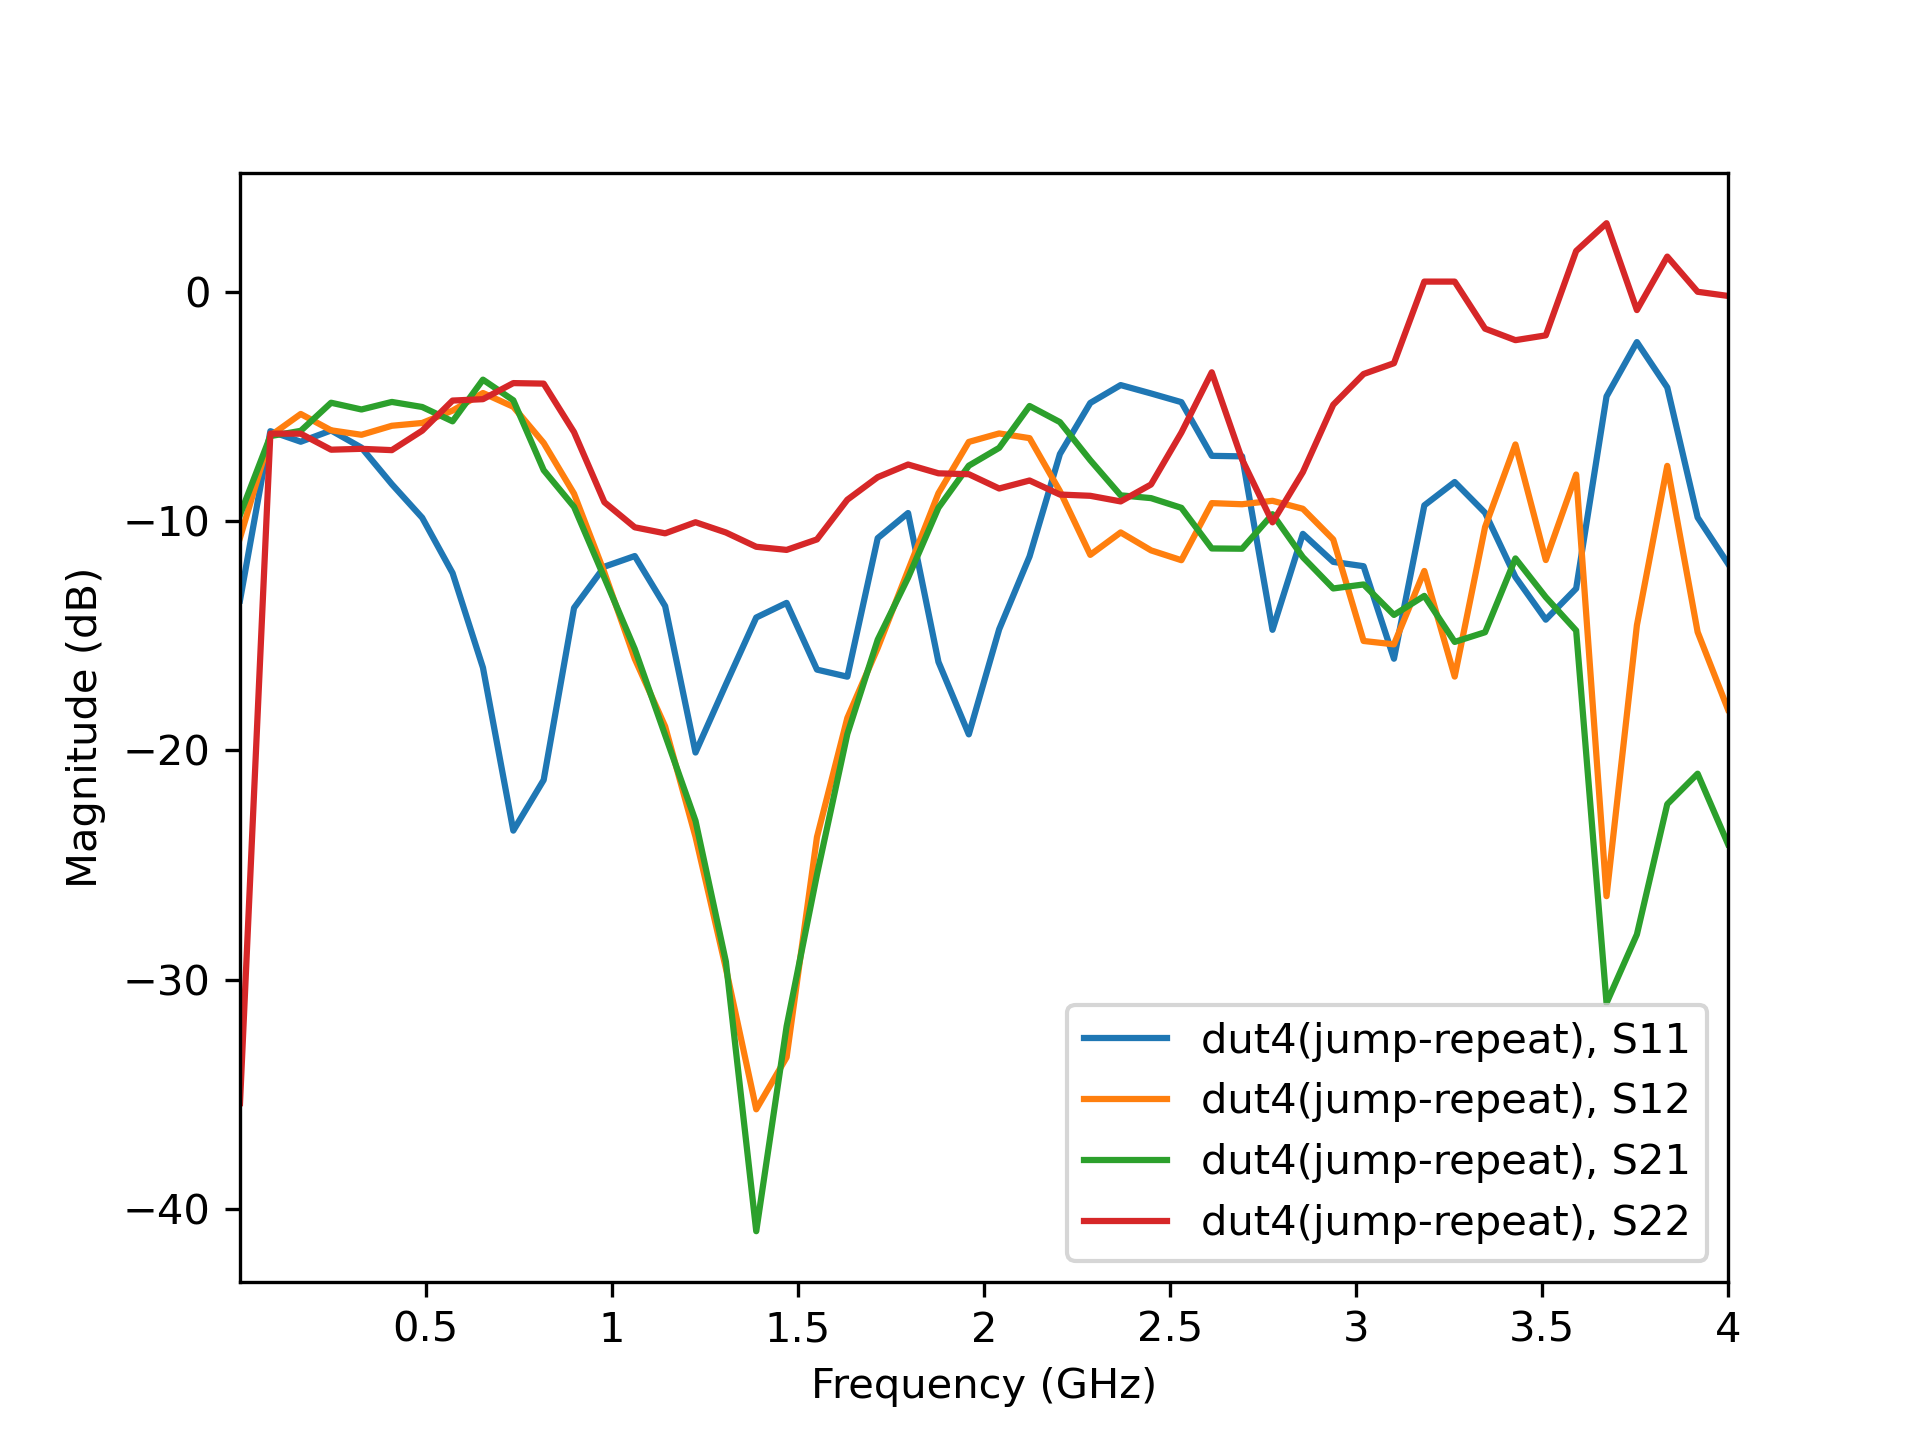 0
−10
−20
−30
−40
Magnitude (dB)
0.5
1
1.5
2
2.5
3
3.5
4
Frequency (GHz)
dut4(jump-repeat), S11
dut4(jump-repeat), S12
dut4(jump-repeat), S21
dut4(jump-repeat), S22